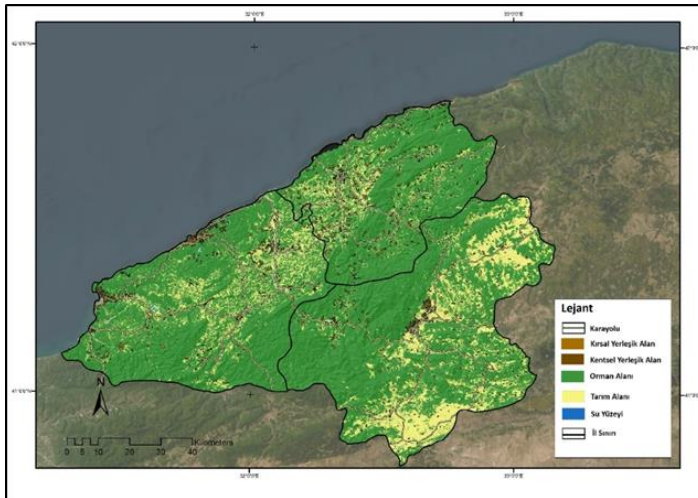 Lejant
Karayolu
Kırsal Yerleşik Alan
Kentsel Yerleşik Alan
Orman Alanı
Tarım Alanı
Su Yüzeyi
İl Sınırı
N
Kilometers
0 5 10 20 30 40